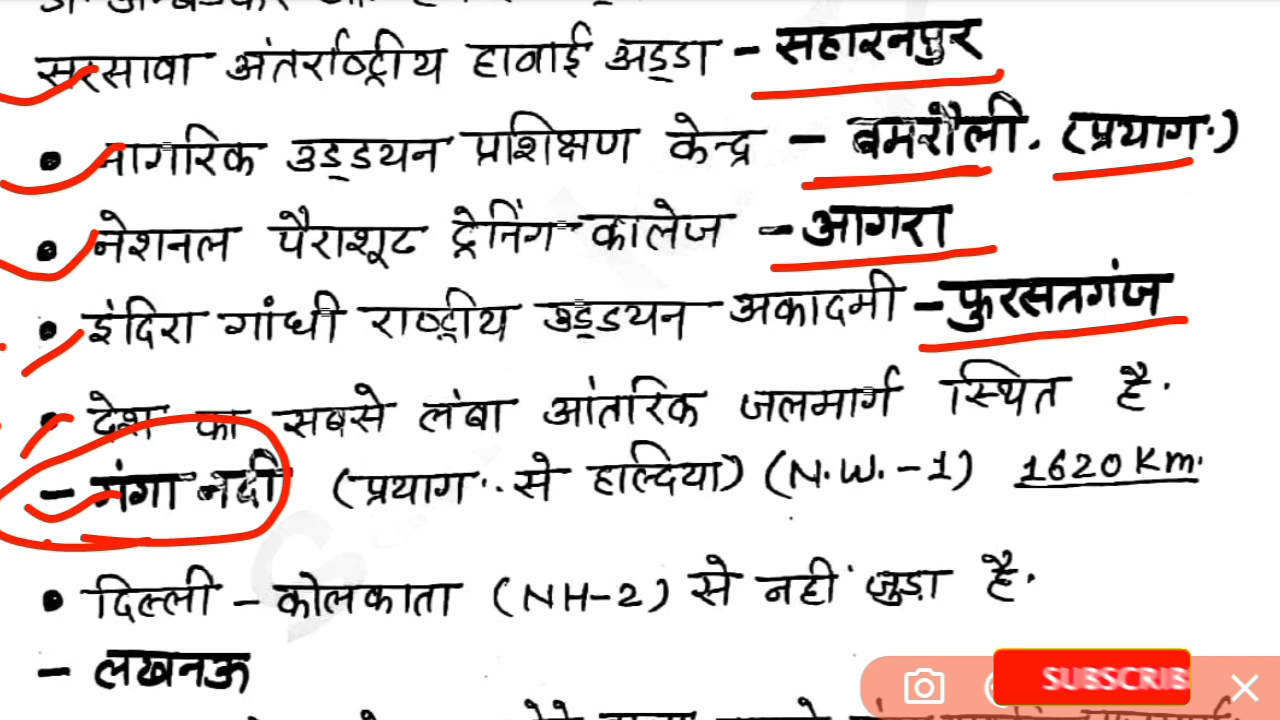 सरसावा अंतर्राष्ट्रीय हावाई अड्डा - सहारनपुर
• नागरिक उड्डयन प्रशिक्षण केन्द्र - बमरौली. (प्रयाग.)
• नेशनल पैराशूट ट्रेनिंग कालेज - आगरा
• इंदिरा गांधी राष्ट्रीय उड्डयन अकादमी - फुरसतगंज
• देश का सबसे लंबा आंतरिक जलमार्ग स्थित है.
- गंगा नदी (प्रयाग.. से हाल्दिया) (N.W.-1) 1620 Km.
• दिल्ली - कोलकाता (NH-2) से नहीं जुड़ा है.
- लखनऊ
SUBSCRIB